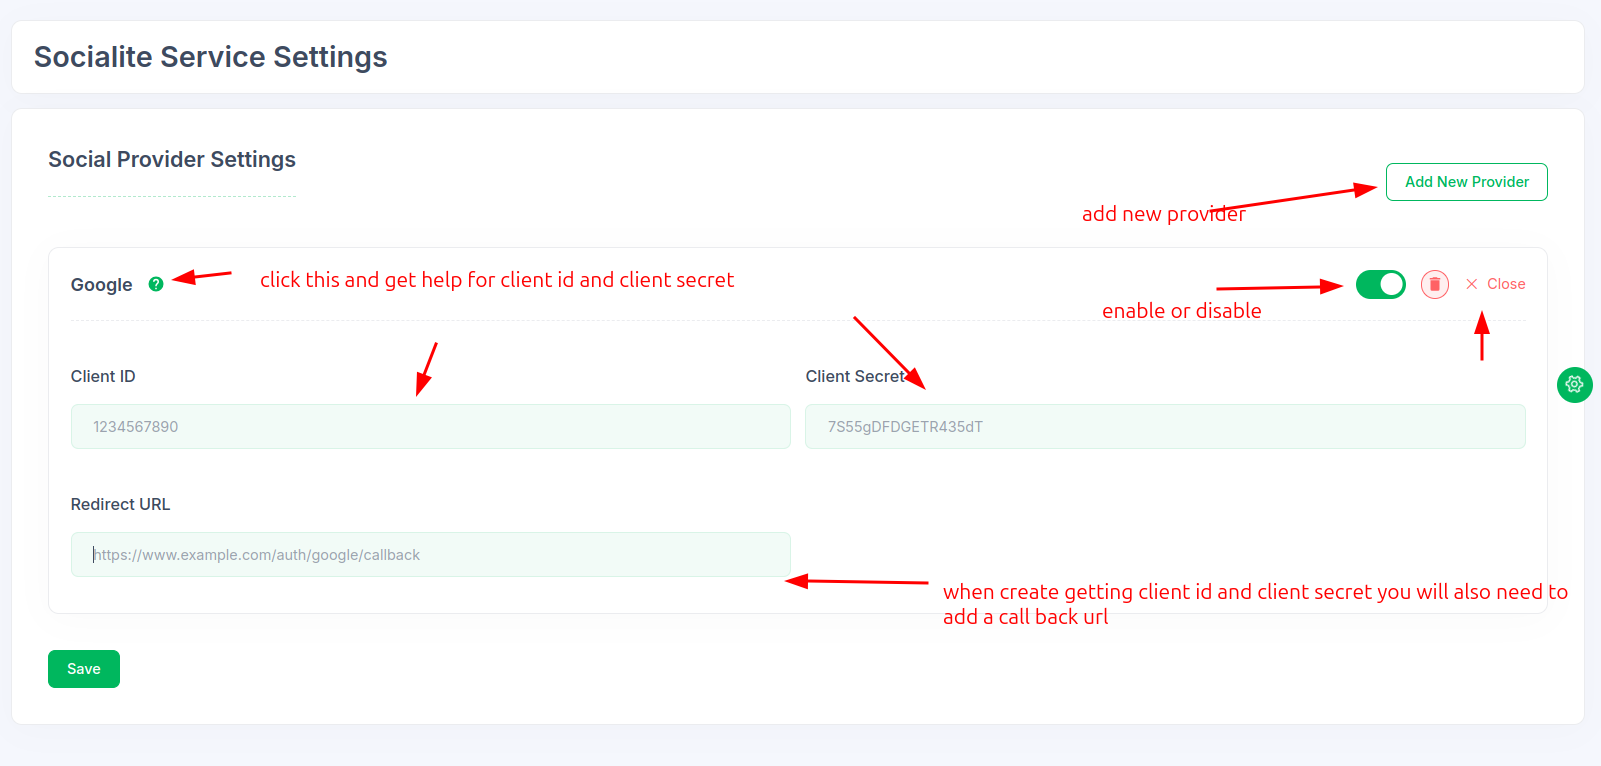 Socialite Service Settings
Social Provider Settings
Add New Provider
add new provider
Google
?
click this and get help for client id and client secret
Close
enable or disable
Client ID
Client Secret
1234567890
7S55gDFDGETR435dT
Redirect URL
https://www.example.com/auth/google/callback
when create getting client id and client secret you will also need to
add a call back url
Save